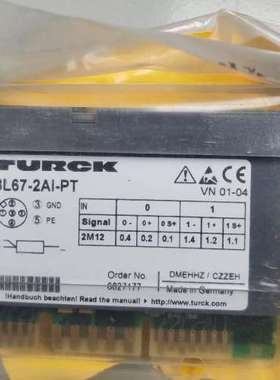 TURCK
BL67-2AI-PT
VN 01-04
③ GND
⑤ PE
IN 0 1
Signal 0 - 0 + 0 S+ 1 - 1 + 1 S+
2M12 0.4 0.2 0.1 1.4 1.2 1.1
Order No. DMEHHZ / CZZEH
6827177 Made in Germany
!Handbuch beachten! Read the manual! http://www.turck.com